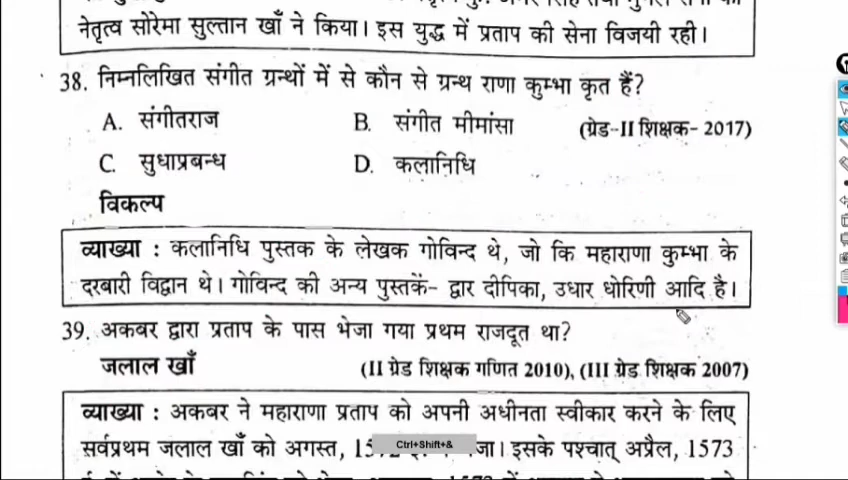 नेतृत्व सोरेमा सुल्तान खाँ ने किया। इस युद्ध में प्रताप की सेना विजयी रही।
38. निम्नलिखित संगीत ग्रन्थों में से कौन से ग्रन्थ राणा कुम्भा कृत हैं?
A. संगीतराज B. संगीत मीमांसा (ग्रेड-II शिक्षक- 2017)
C. सुधाप्रबन्ध D. कलानिधि
विकल्प
व्याख्या : कलानिधि पुस्तक के लेखक गोविन्द थे, जो कि महाराणा कुम्भा के
दरबारी विद्वान थे। गोविन्द की अन्य पुस्तकें- द्वार दीपिका, उधार धोरिणी आदि है।
39. अकबर द्वारा प्रताप के पास भेजा गया प्रथम राजदूत था?
जलाल खाँ (II ग्रेड शिक्षक गणित 2010), (III ग्रेड शिक्षक 2007)
व्याख्या : अकबर ने महाराणा प्रताप को अपनी अधीनता स्वीकार करने के लिए
सर्वप्रथम जलाल खाँ को अगस्त, इसके पश्चात् अप्रैल, 1573
Ctrl+Shift+&